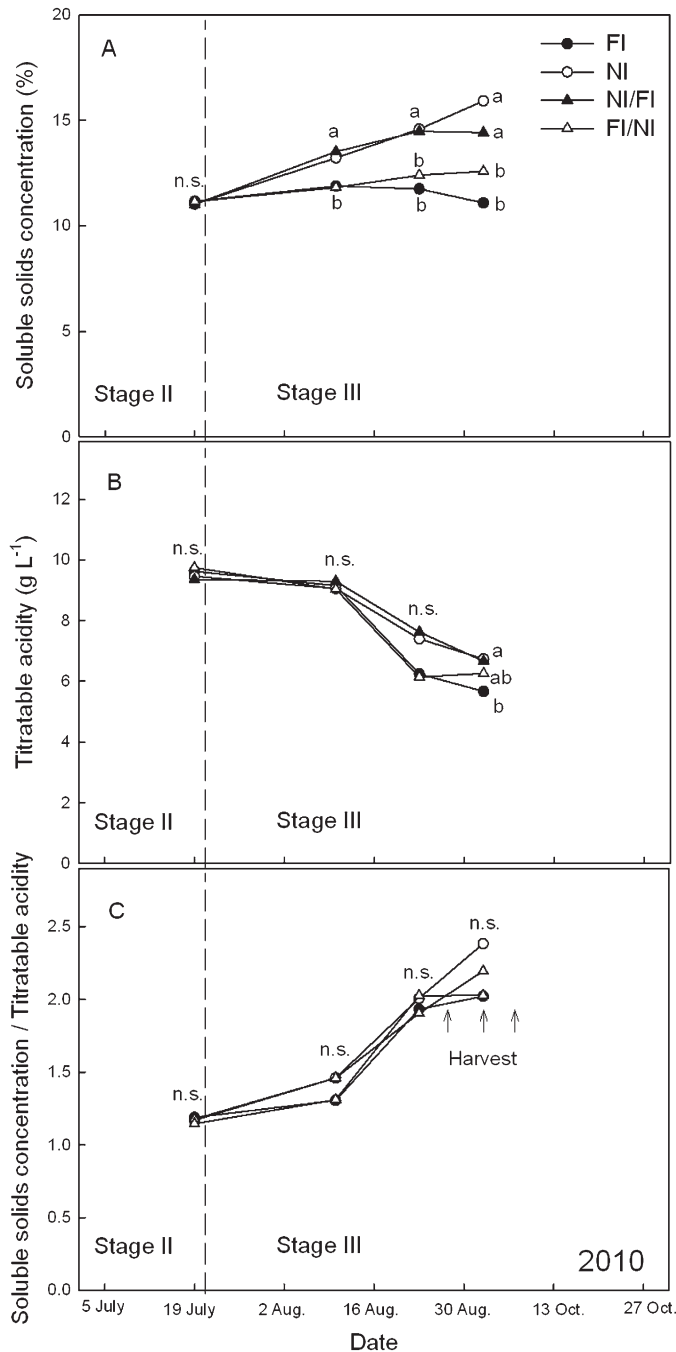 20
A
FI
NI
NI/FI
FI/NI
Soluble solids concentration (%)
15
a
a
a
a
n.s.
b
b
b
b
b
10
5
Stage II
Stage III
0
B
12
n.s.
n.s.
Titratable acidity (g L-1)
10
n.s.
8
a
ab
6
b
4
2
Stage II
Stage III
0
C
Soluble solids concentration / Titratable acidity
2.5
n.s.
n.s.
2.0
Harvest
1.5
n.s.
n.s.
1.0
0.5
Stage II
Stage III
2010
0.0
5 July
19 July
2 Aug.
16 Aug.
30 Aug.
13 Oct.
27 Oct.
Date